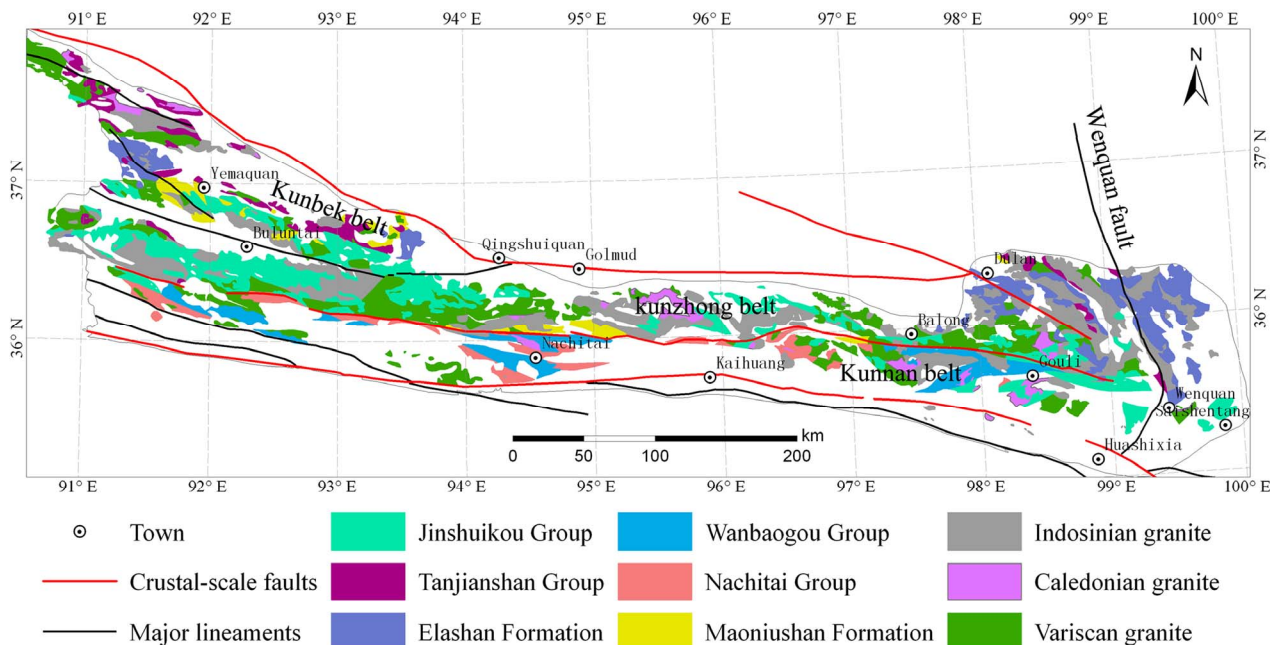 91° E 92° E 93° E 94° E 95° E 96° E 97° E 98° E 99° E 100° E
N
Wenquan fault
37° N
37° N
Yemaquan
Kunbek belt
Buluntai
Qingshuiquan
Golmud
Dulan
kunzhong belt
36° N
36° N
Balong
Nachitai
Kaihuang
Kunnan belt
Gouli
Wenquan
Saishentang
Huashixia
km
0 50 100 200
91° E 92° E 93° E 94° E 95° E 96° E 97° E 98° E 99° E 100° E
Town Jinshuikou Group Wanbaogou Group Indosinian granite
Crustal-scale faults Tanjianshan Group Nachitai Group Caledonian granite
Major lineaments Elashan Formation Maoniushan Formation Variscan granite